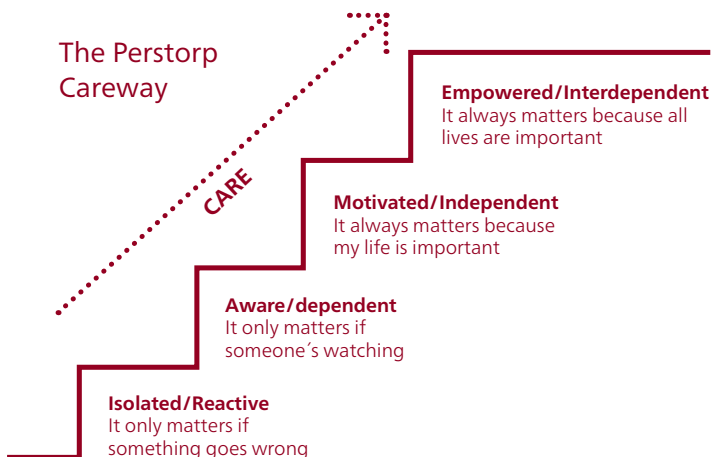 The Perstorp
Careway
CARE
Empowered/Interdependent
It always matters because all
lives are important
Motivated/Independent
It always matters because
my life is important
Aware/dependent
It only matters if
someone´s watching
Isolated/Reactive
It only matters if
something goes wrong